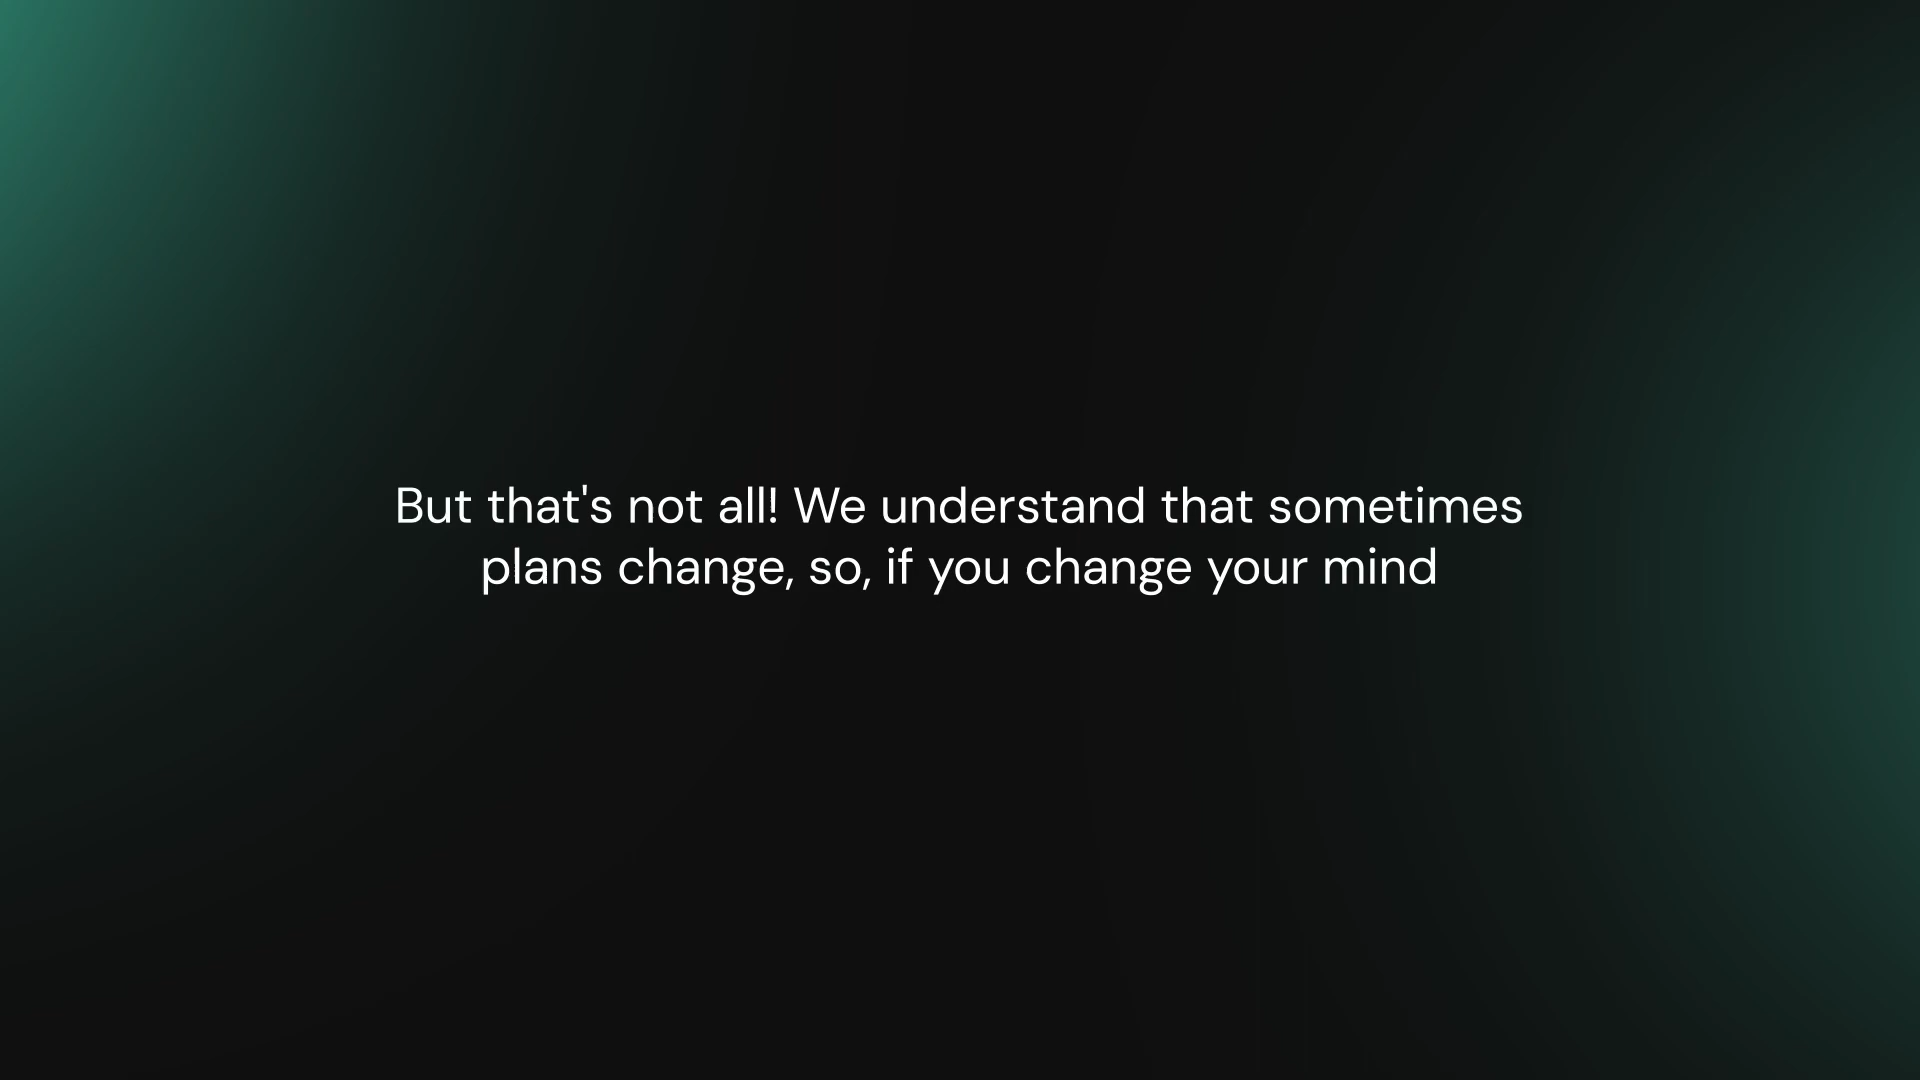 But that's not all! We understand that sometimes
plans change, so, if you change your mind